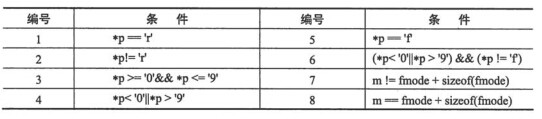 编号 条 件 编号 条 件
1 *p == 'r' 5 *p == 'f'
2 *p!= 'r' 6 (*p< '0'||*p > '9') && (*p != 'f')
3 *p >= '0'&& *p <= '9' 7 m != fmode + sizeof(fmode)
4 *p< '0'||*p > '9' 8 m == fmode + sizeof(fmode)